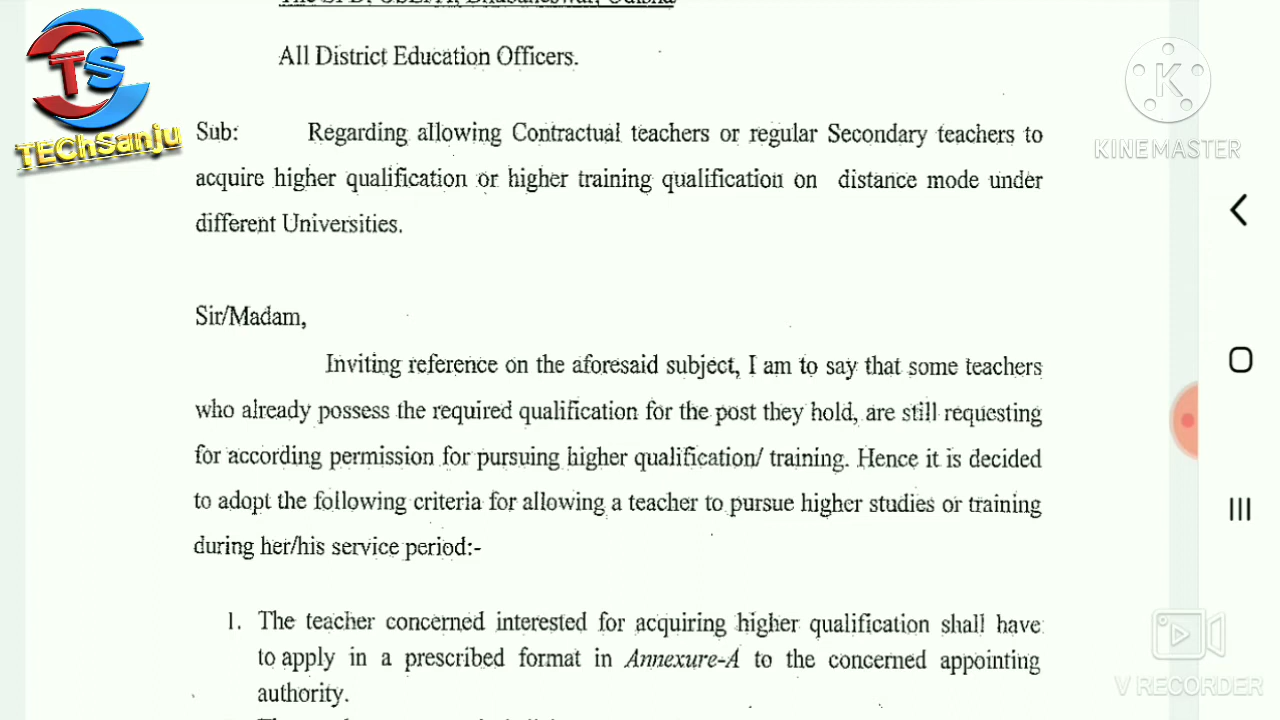 All District Education Officers.
Sub: Regarding allowing Contractual teachers or regular Secondary teachers to
acquire higher qualification or higher training qualification on distance mode under
different Universities.
Sir/Madam,
Inviting reference on the aforesaid subject, I am to say that some teachers
who already possess the required qualification for the post they hold, are still requesting
for according permission for pursuing higher qualification/ training. Hence it is decided
to adopt the following criteria for allowing a teacher to pursue higher studies or training
during her/his service period:-
1. The teacher concerned interested for acquiring higher qualification shall have
to apply in a prescribed format in Annexure-A to the concerned appointing
authority.
TS
TEChSanju
K
KINEMASTER
V RECORDER